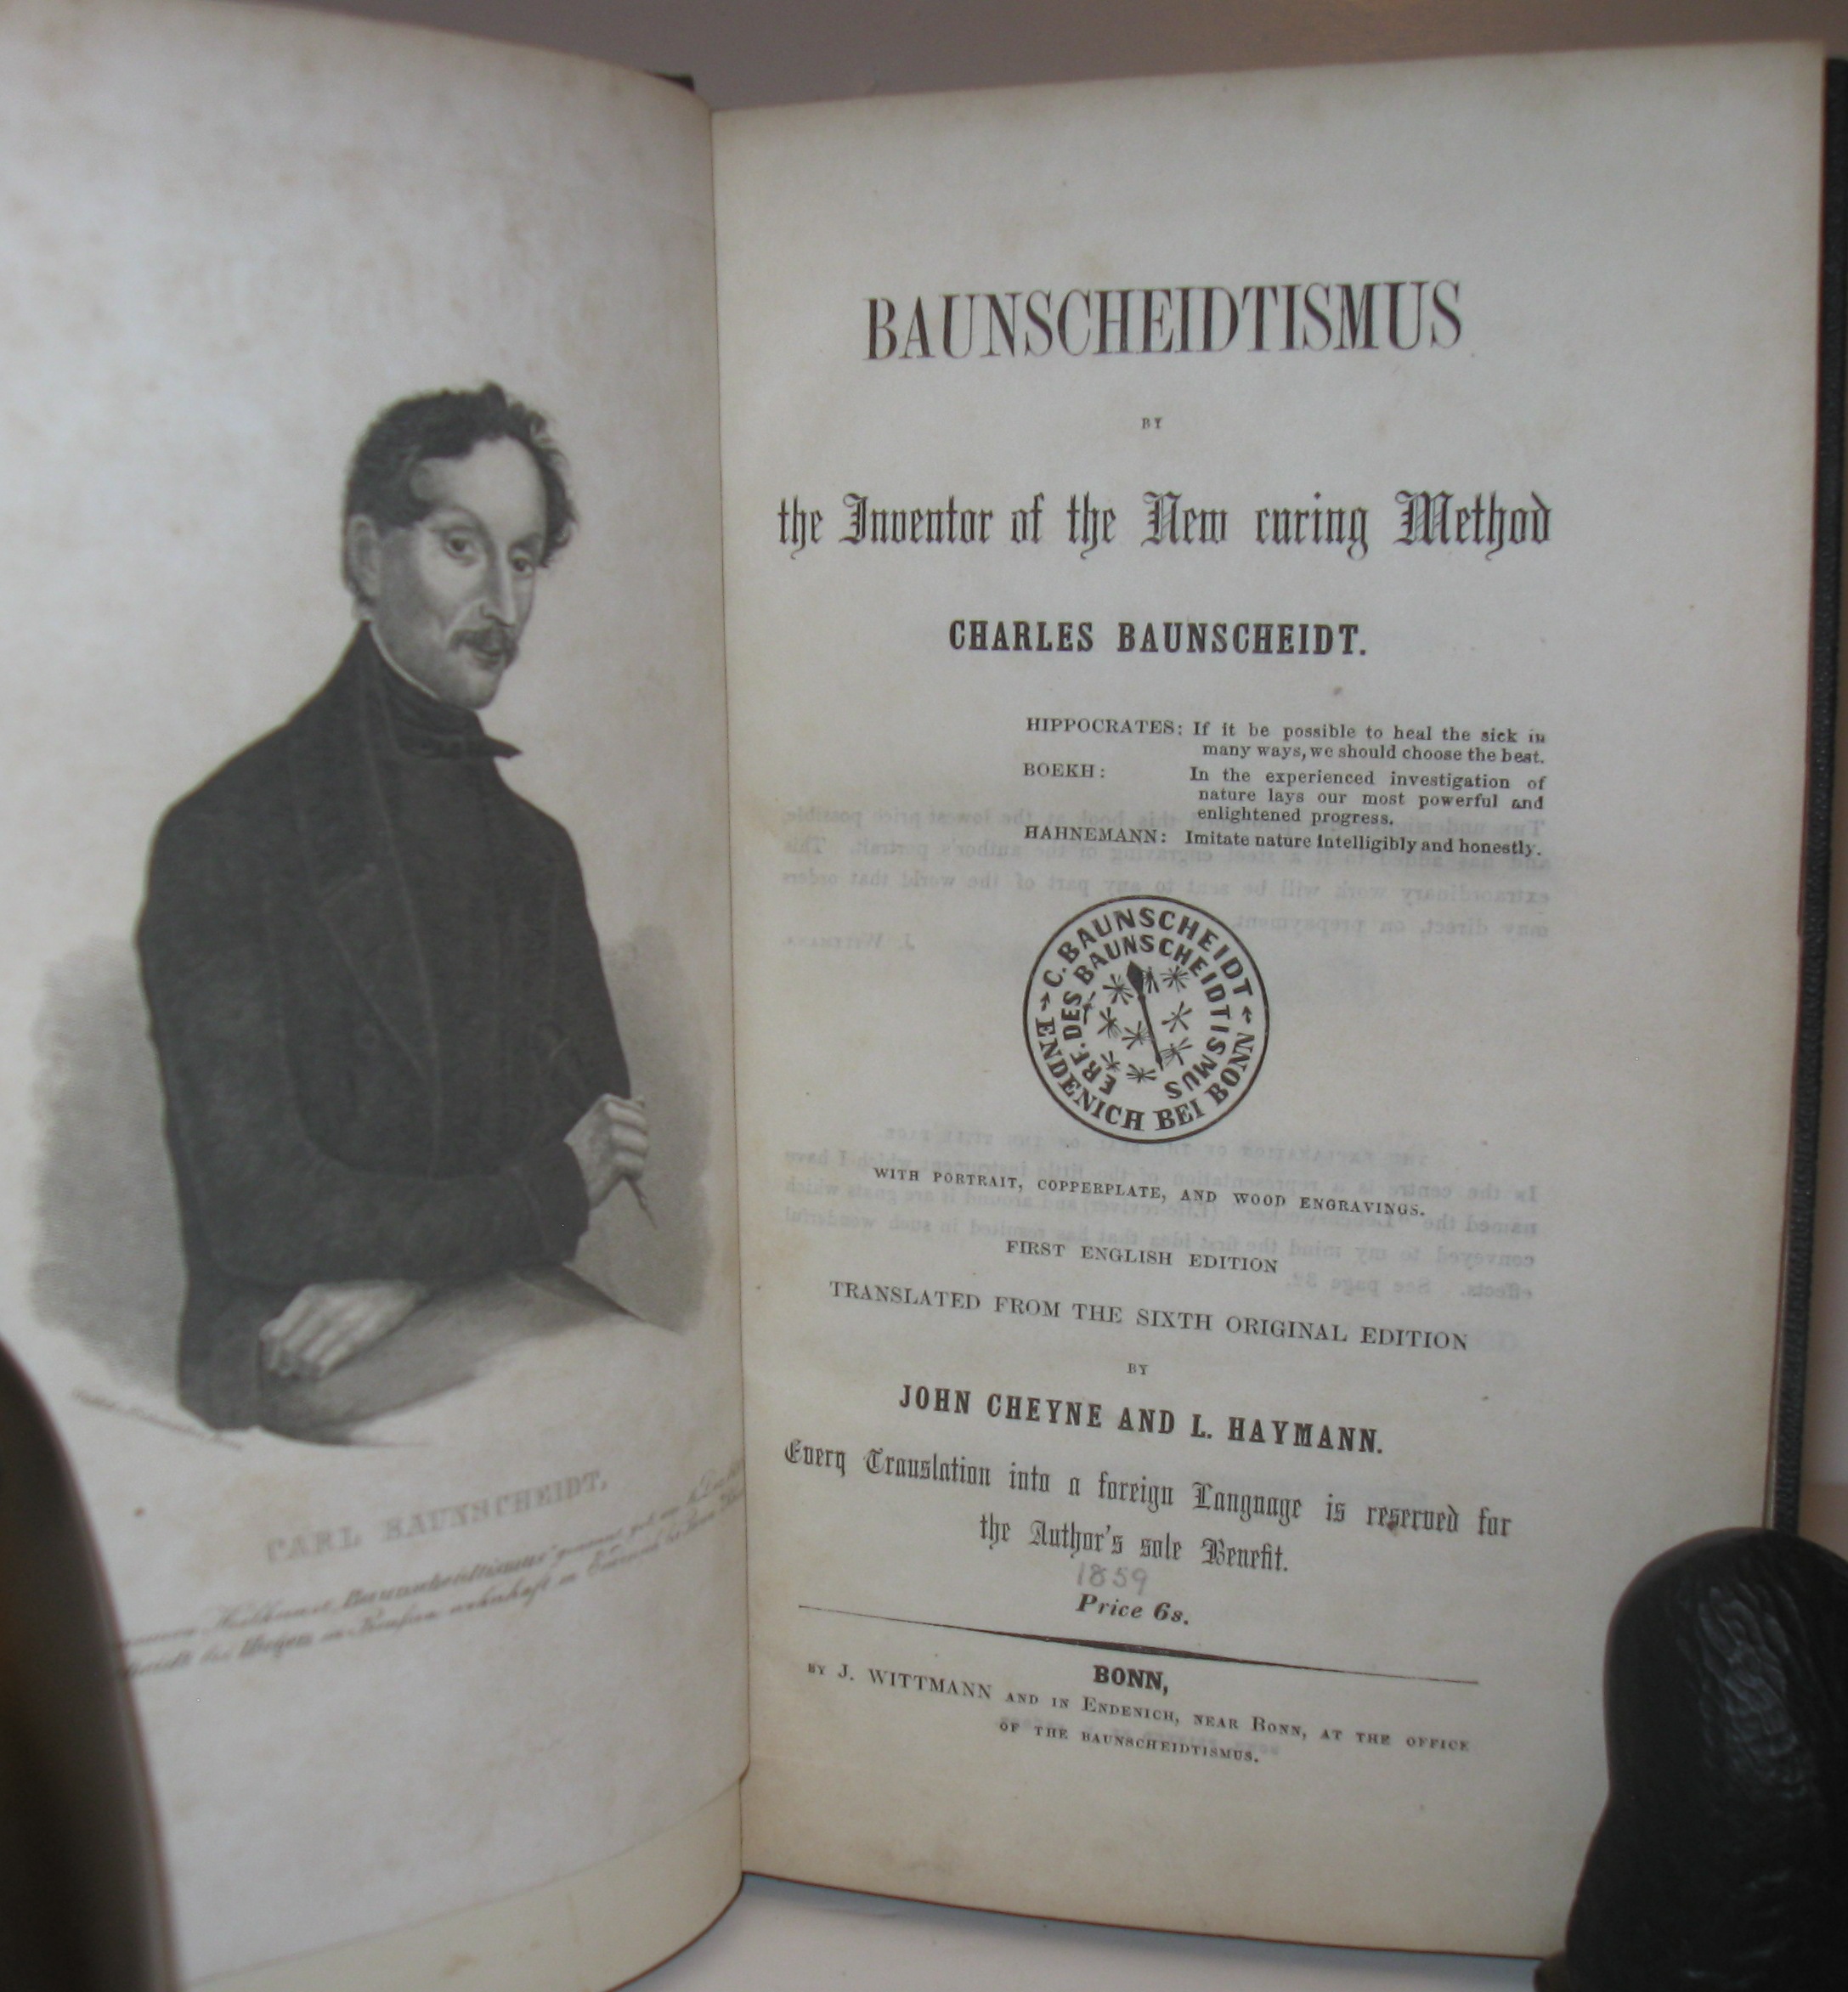 CARL BAUNSCHEIDT,
Baunscheidtismus
BAUNSCHEIDTISMUS
BY
the Inventor of the New curing Method
CHARLES BAUNSCHEIDT.
HIPPOCRATES: If it be possible to heal the sick in
many ways, we should choose the best.
BOEKH: In the experienced investigation of
nature lays our most powerful and
enlightened progress.
HAHNEMANN: Imitate nature intelligibly and honestly.
C. BAUNSCHEIDT
ENDENICH BEI BONN
ERF. DES BAUNSCHEIDTISMUS
WITH PORTRAIT, COPPERPLATE, AND WOOD ENGRAVINGS.
FIRST ENGLISH EDITION
TRANSLATED FROM THE SIXTH ORIGINAL EDITION
BY
JOHN CHEYNE AND L. HAYMANN.
Every Translation into a foreign Language is reserved for
the Author's sole Benefit.
1859
Price 6s.
BONN,
BY J. WITTMANN AND IN ENDENICH, NEAR BONN, AT THE OFFICE
OF THE BAUNSCHEIDTISMUS.